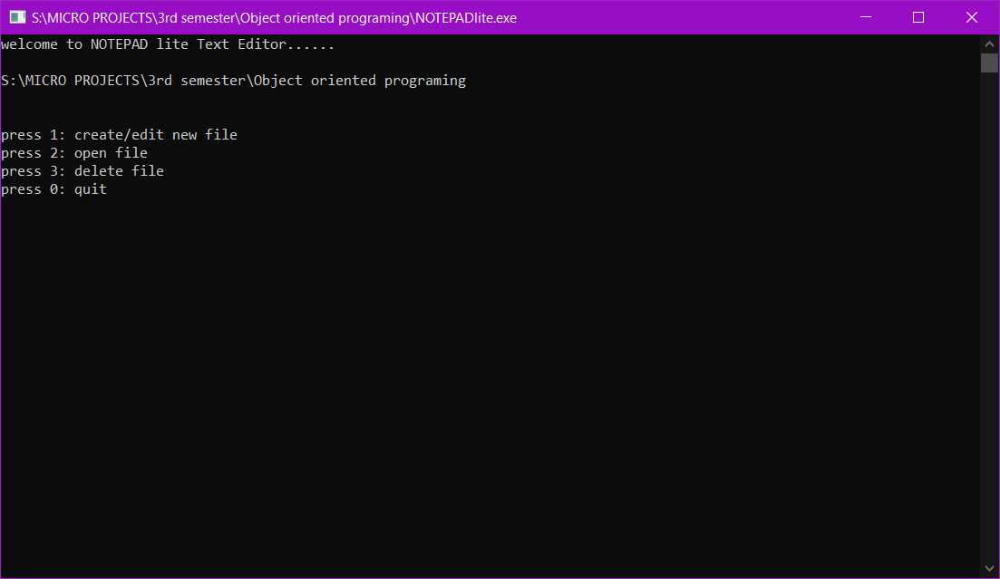 S:\MICRO PROJECTS\3rd semester\Object oriented programing\NOTEPADlite.exe
welcome to NOTEPAD lite Text Editor......
S:\MICRO PROJECTS\3rd semester\Object oriented programing
press 1: create/edit new file
press 2: open file
press 3: delete file
press 0: quit